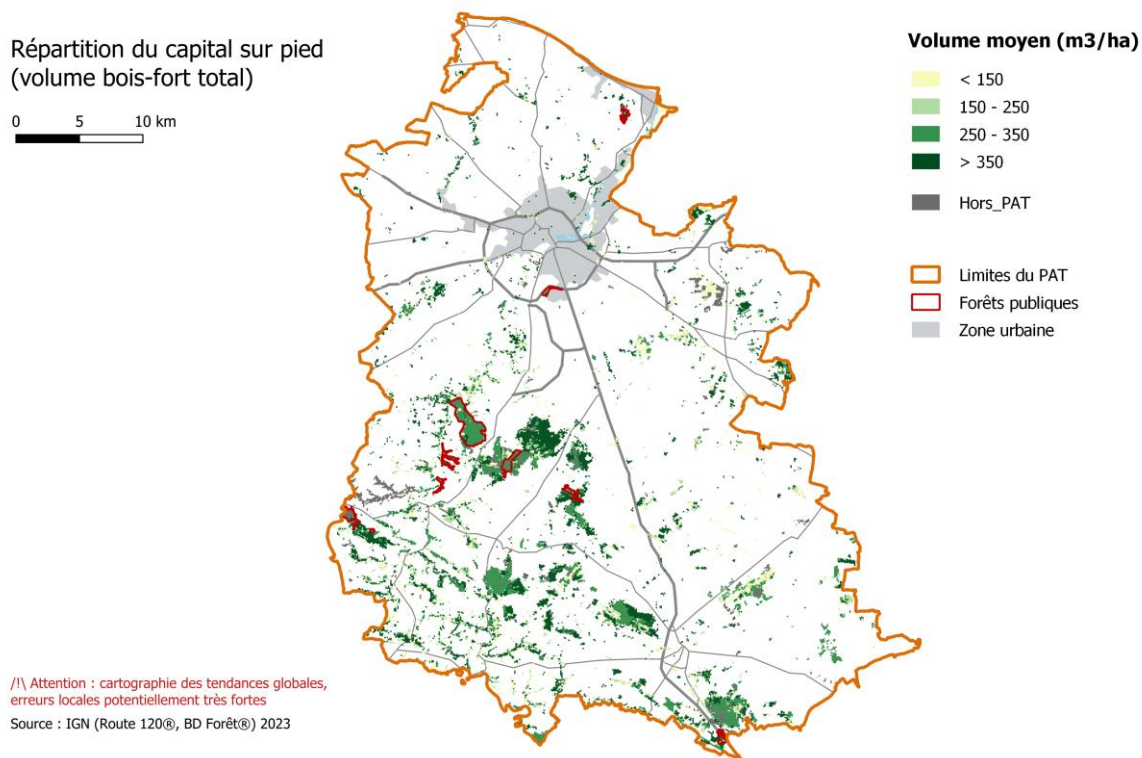 Répartition du capital sur pied
(volume bois-fort total)
0 5 10 km
Volume moyen (m3/ha)
< 150
150 - 250
250 - 350
> 350
Hors_PAT
Limites du PAT
Forêts publiques
Zone urbaine
/!\ Attention : cartographie des tendances globales,
erreurs locales potentiellement très fortes
Source : IGN (Route 120®, BD Forêt®) 2023